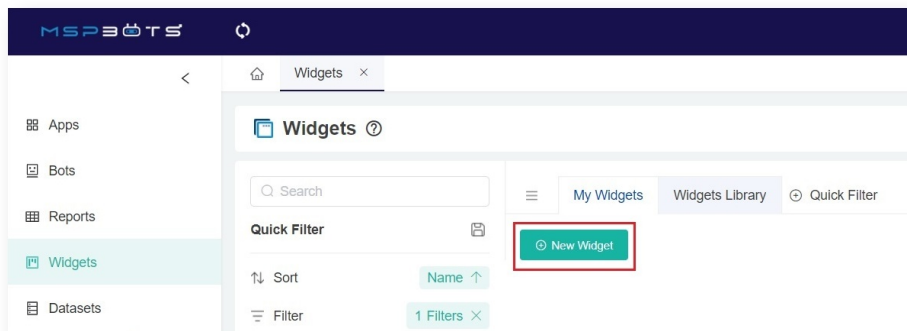 MSPBOTS
Widgets ×
Apps
Widgets
Bots
Search
My Widgets
Widgets Library
Quick Filter
Reports
Quick Filter
New Widget
Widgets
Sort
Name ↑
Datasets
Filter
1 Filters ×